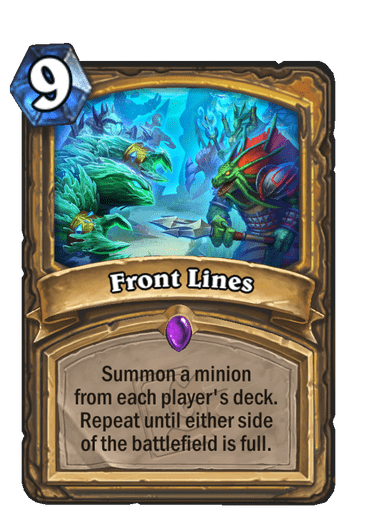 9
Front Lines
Summon a minion
from each player's deck.
Repeat until either side
of the battlefield is full.